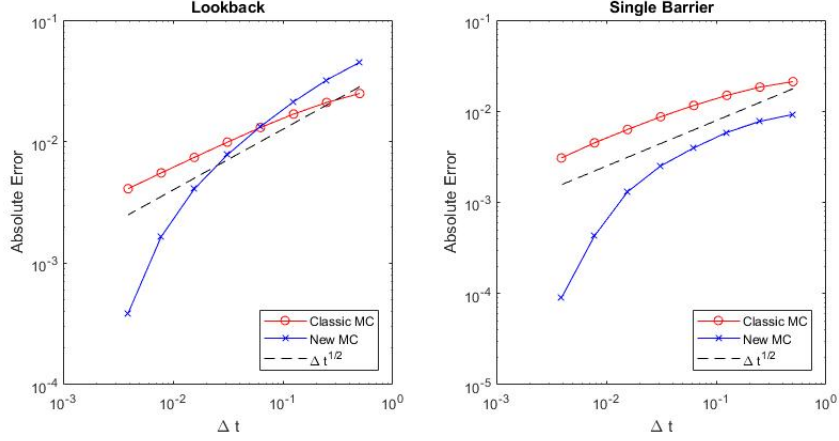 Lookback
10^-1
10^-2
10^-3
10^-4
Absolute Error
10^-3
10^-2
10^-1
10^0
Δ t
Classic MC
New MC
Δ t^1/2
Single Barrier
10^-1
10^-2
10^-3
10^-4
10^-5
Absolute Error
10^-3
10^-2
10^-1
10^0
Δ t
Classic MC
New MC
Δ t^1/2